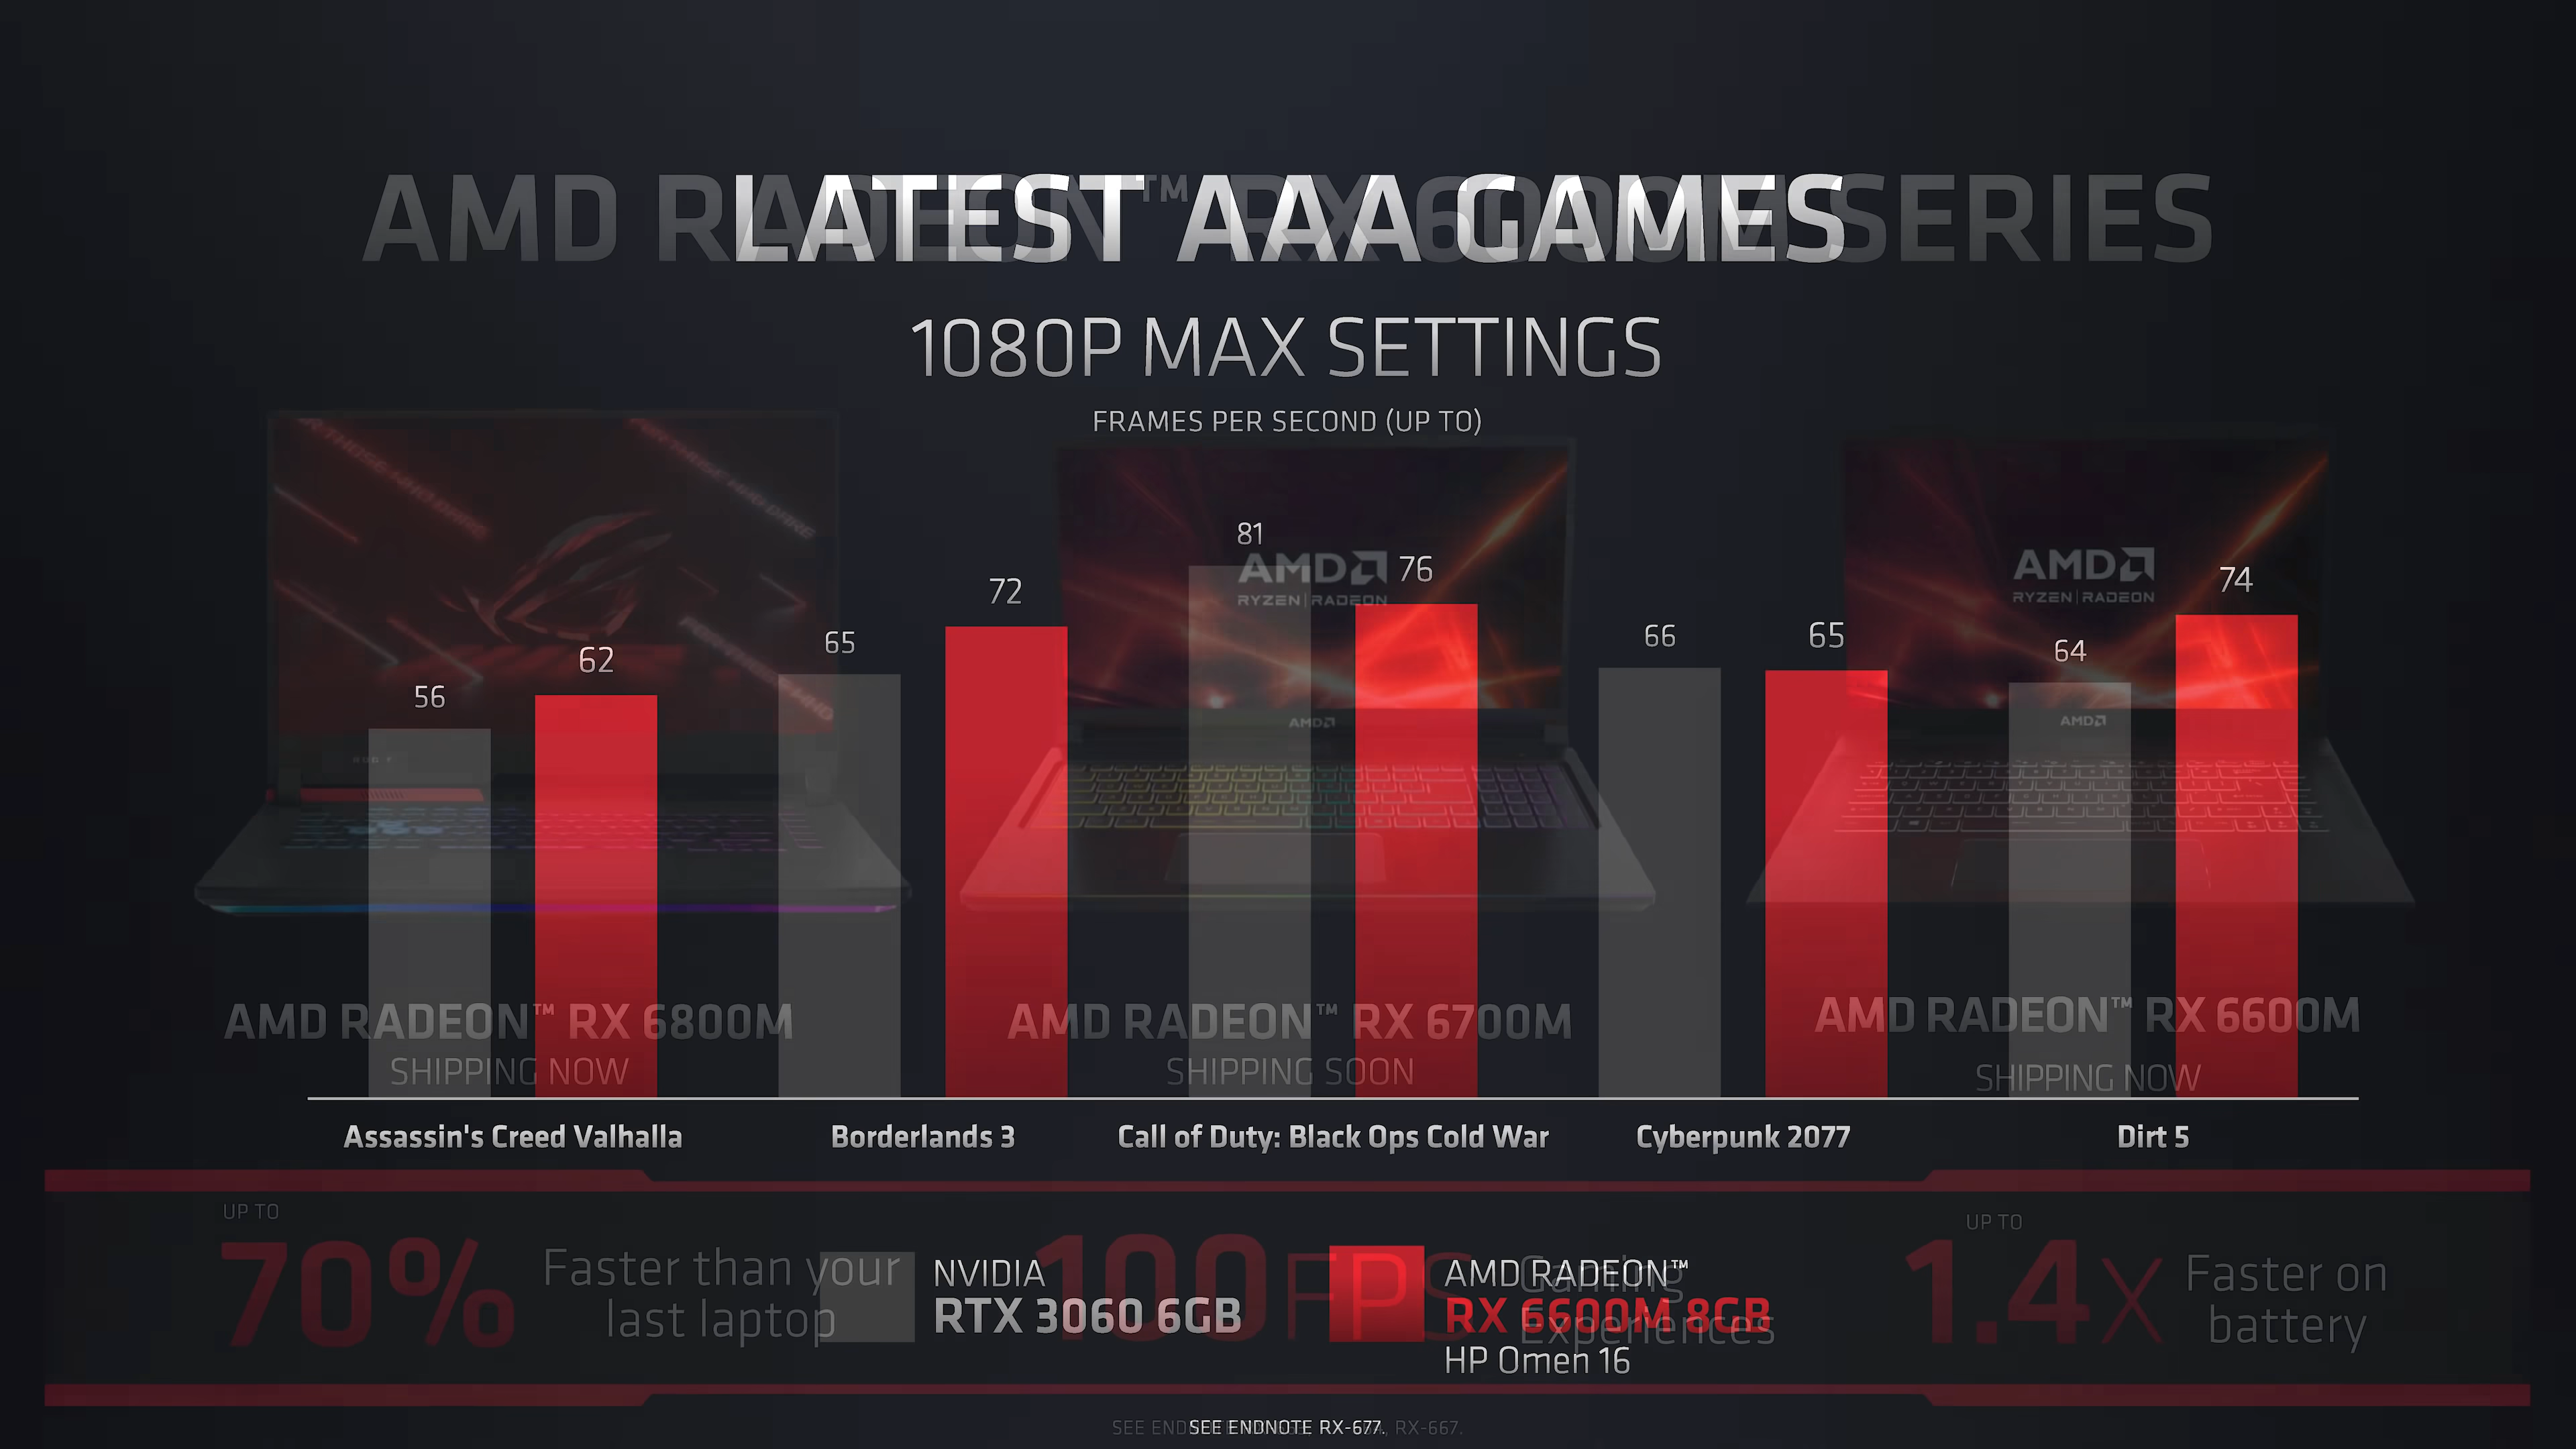 AMD RADEON™ RX 6000M SERIES
LATEST AAA GAMES
1080P MAX SETTINGS
FRAMES PER SECOND (UP TO)
81
AMD
RYZEN | RADEON
76
AMD
RYZEN | RADEON
74
72
65
66
65
64
62
56
AMD
AMD
AMD RADEON™ RX 6800M
SHIPPING NOW
AMD RADEON™ RX 6700M
SHIPPING SOON
AMD RADEON™ RX 6600M
SHIPPING NOW
Assassin's Creed Valhalla
Borderlands 3
Call of Duty: Black Ops Cold War
Cyberpunk 2077
Dirt 5
UP TO
70%
Faster than your
last laptop
NVIDIA
RTX 3060 6GB
100FPS
Gaming
Experiences
AMD RADEON™
RX 6600M 8GB
HP Omen 16
UP TO
1.4X
Faster on
battery
SEE ENDNOTE RX-677.
RX-667.